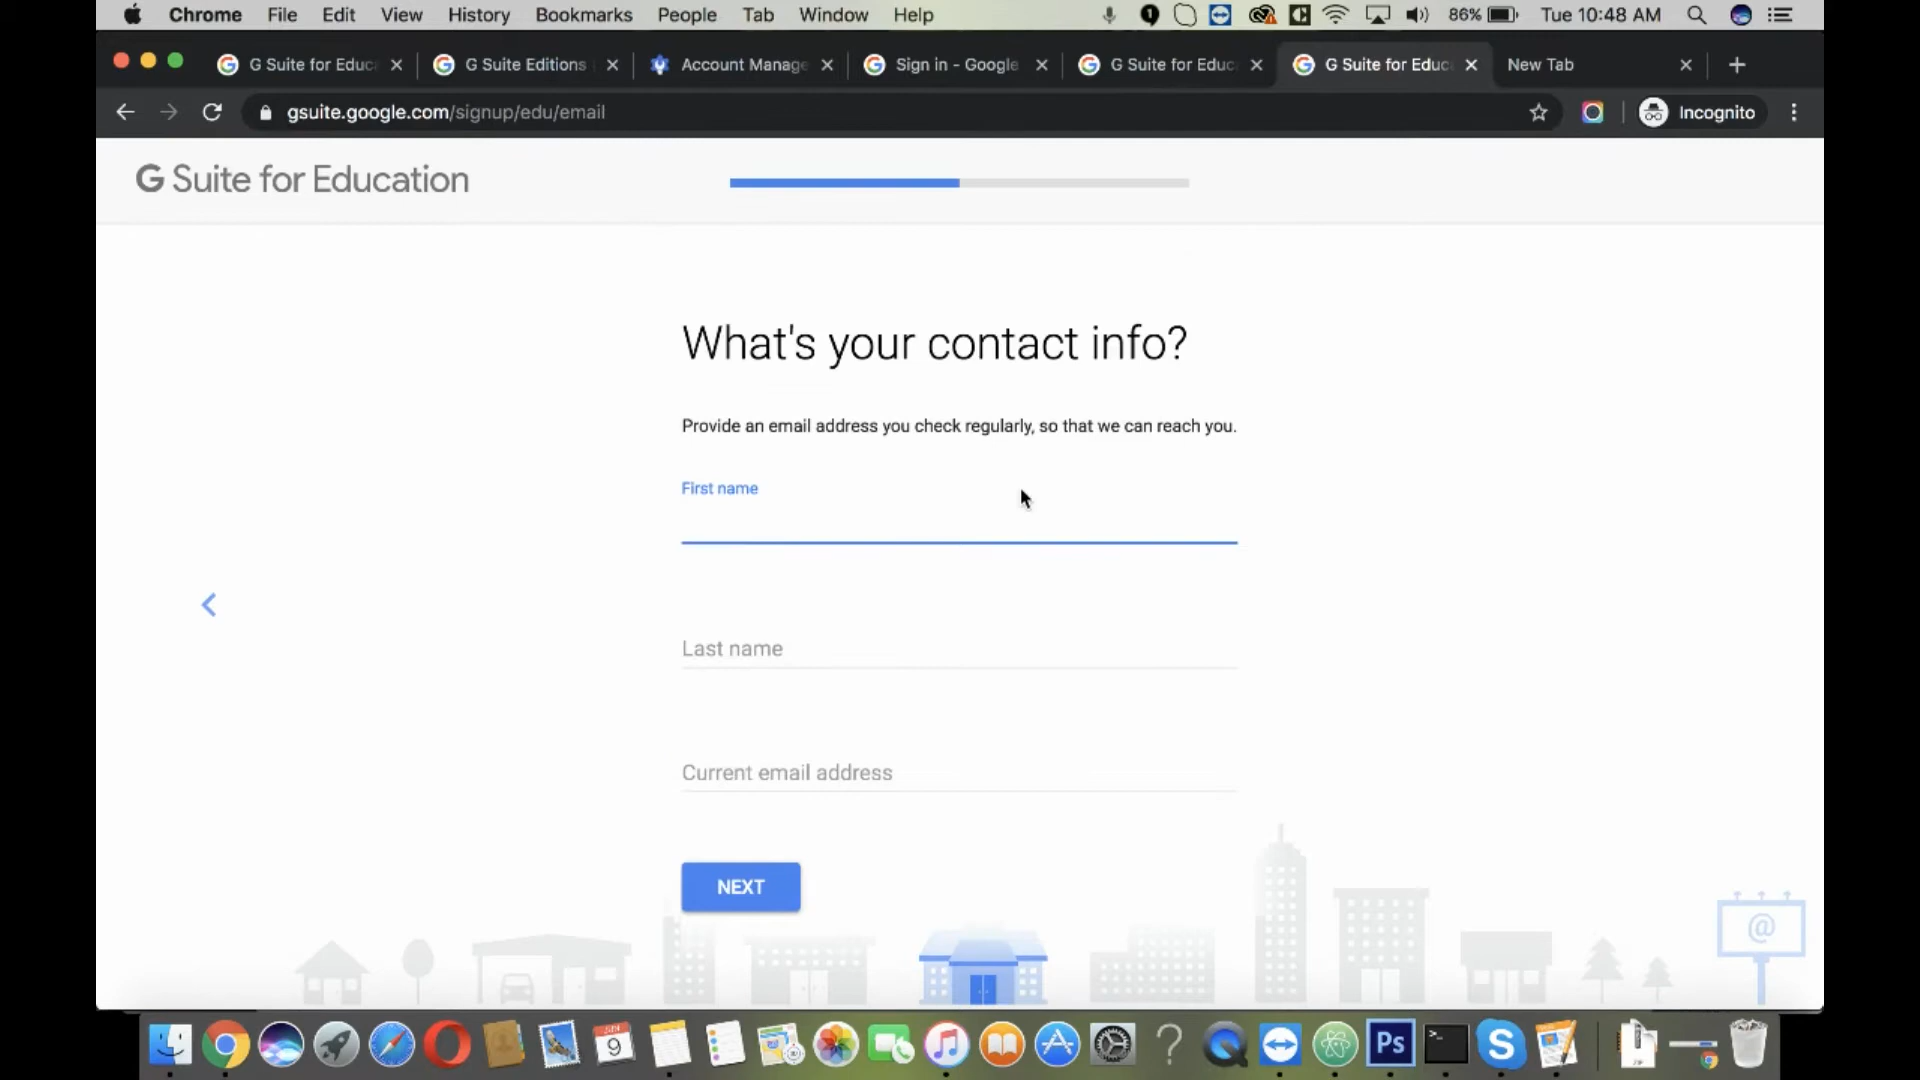 Chrome File Edit View History Bookmarks People Tab Window Help 86% Tue 10:48 AM
G Suite for Educ G Suite Editions Account Manage Sign in - Google G Suite for Educ G Suite for Educ New Tab
gsuite.google.com/signup/edu/email Incognito
G Suite for Education
What's your contact info?
Provide an email address you check regularly, so that we can reach you.
First name
Last name
Current email address
NEXT
@
9
Ps